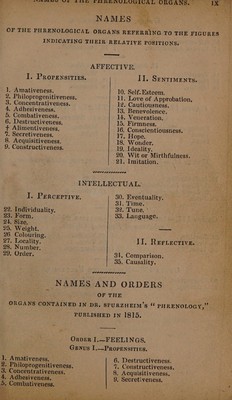 NAMES OF THE PHRENOLOGICAL ORGANS. ix
NAMES
OF THE PHRENOLOGICAL ORGANS REFERRING TO THE FIGURES
INDICATING THEIR RELATIVE POSITIONS.
AFFECTIVE.
I. Propensities.
1. Amativeness.
2. Philoprogenitiveness.
3. Concentrativeness.
4. Adhesiveness.
5. Combativeness.
6. Destructiveness.
† Alimentiveness.
7. Secretiveness.
8. Acquisitiveness.
9. Constructiveness.
II. Sentiments.
10. Self-Esteem.
11. Love of Approbation.
12. Cautiousness.
13. Benevolence.
14. Veneration.
15. Firmness.
16. Conscientiousness.
17. Hope.
18. Wonder.
19. Ideality.
20. Wit or Mirthfulness.
21. Imitation.
INTELLECTUAL.
I. Perceptive.
22. Individuality.
23. Form.
24. Size.
25. Weight.
26. Colouring.
27. Locality.
28. Number.
29. Order.
30. Eventuality.
31. Time.
32. Tune.
33. Language.
II. Reflective.
34. Comparison.
35. Causality.
NAMES AND ORDERS
OF THE
ORGANS CONTAINED IN DR. SPURZHEIM'S "PHRENOLOGY,"
PUBLISHED IN 1815.
Order I.—FEELINGS.
Genus I.—Propensities.
1. Amativeness.
2. Philoprogenitiveness.
3. Concentrativeness.
4. Adhesiveness.
5. Combativeness.
6. Destructiveness.
7. Constructiveness.
8. Acquisitiveness.
9. Secretiveness.